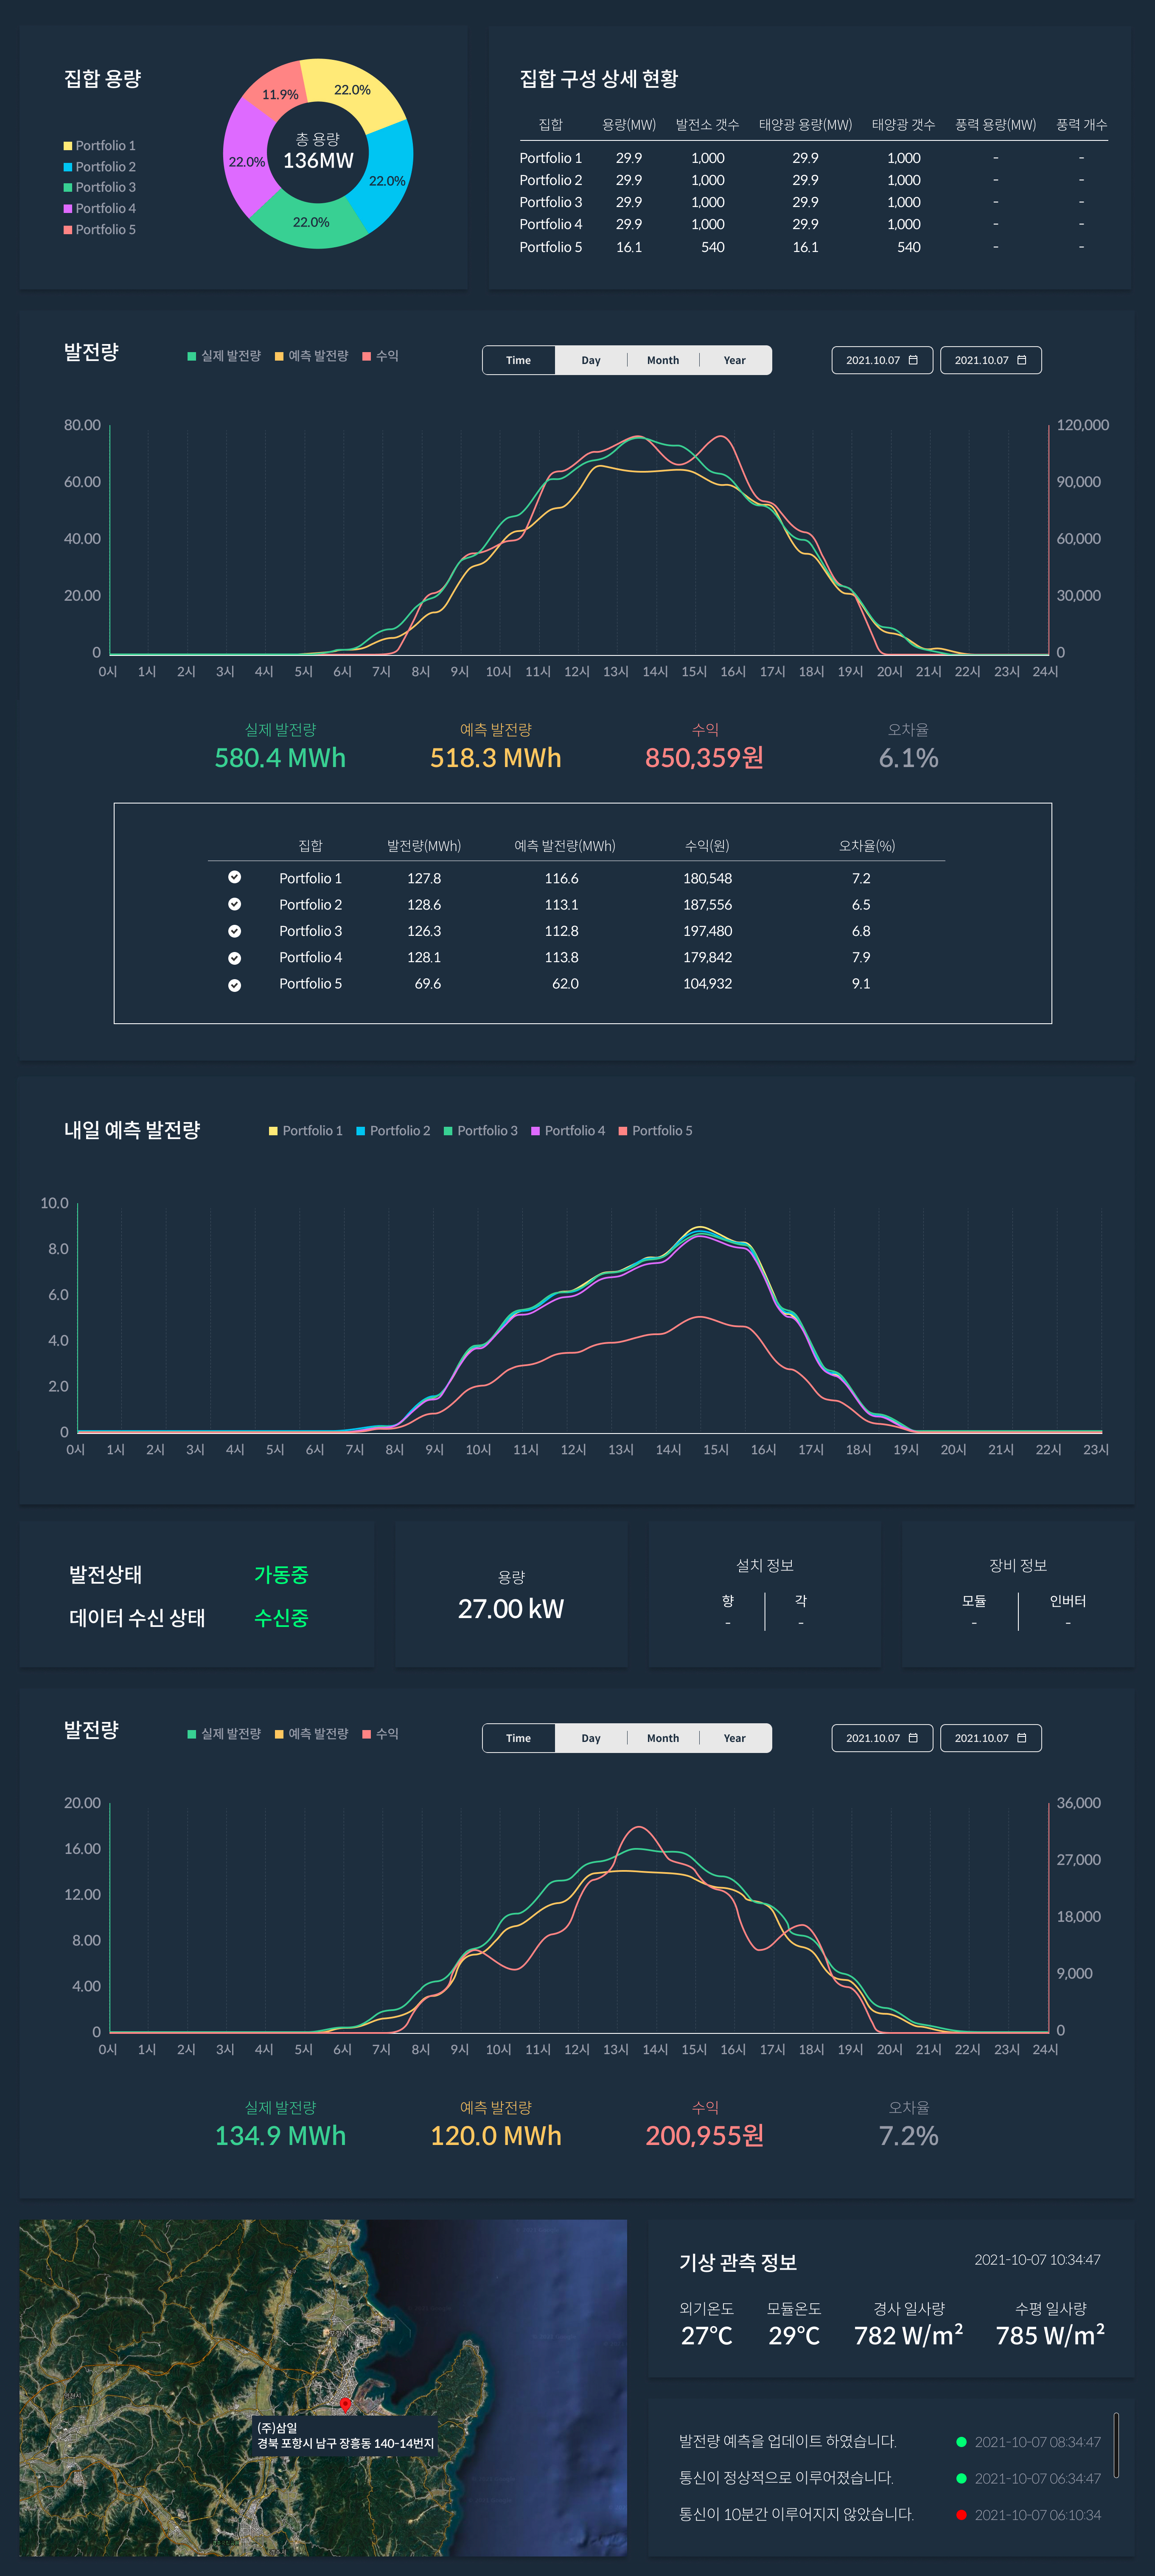 집합 용량
Portfolio 1
Portfolio 2
Portfolio 3
Portfolio 4
Portfolio 5
11.9%
22.0%
22.0%
22.0%
22.0%
총 용량
136MW
집합 구성 상세 현황
집합 용량(MW) 발전소 갯수 태양광 용량(MW) 태양광 갯수 풍력 용량(MW) 풍력 개수
Portfolio 1 29.9 1,000 29.9 1,000 - -
Portfolio 2 29.9 1,000 29.9 1,000 - -
Portfolio 3 29.9 1,000 29.9 1,000 - -
Portfolio 4 29.9 1,000 29.9 1,000 - -
Portfolio 5 16.1 540 16.1 540 - -
발전량
실제 발전량 예측 발전량 수익
Time Day Month Year
2021.10.07 2021.10.07
80.00
60.00
40.00
20.00
0
120,000
90,000
60,000
30,000
0
0시 1시 2시 3시 4시 5시 6시 7시 8시 9시 10시 11시 12시 13시 14시 15시 16시 17시 18시 19시 20시 21시 22시 23시 24시
실제 발전량 예측 발전량 수익 오차율
580.4 MWh 518.3 MWh 850,359원 6.1%
집합 발전량(MWh) 예측 발전량(MWh) 수익(원) 오차율(%)
Portfolio 1 127.8 116.6 180,548 7.2
Portfolio 2 128.6 113.1 187,556 6.5
Portfolio 3 126.3 112.8 197,480 6.8
Portfolio 4 128.1 113.8 179,842 7.9
Portfolio 5 69.6 62.0 104,932 9.1
내일 예측 발전량
Portfolio 1 Portfolio 2 Portfolio 3 Portfolio 4 Portfolio 5
10.0
8.0
6.0
4.0
2.0
0
0시 1시 2시 3시 4시 5시 6시 7시 8시 9시 10시 11시 12시 13시 14시 15시 16시 17시 18시 19시 20시 21시 22시 23시
발전상태 가동중
데이터 수신 상태 수신중
용량
27.00 kW
설치 정보
향 각
- -
장비 정보
모듈 인버터
- -
발전량
실제 발전량 예측 발전량 수익
Time Day Month Year
2021.10.07 2021.10.07
20.00
16.00
12.00
8.00
4.00
0
36,000
27,000
18,000
9,000
0
0시 1시 2시 3시 4시 5시 6시 7시 8시 9시 10시 11시 12시 13시 14시 15시 16시 17시 18시 19시 20시 21시 22시 23시 24시
실제 발전량 예측 발전량 수익 오차율
134.9 MWh 120.0 MWh 200,955원 7.2%
(주)삼일
경북 포항시 남구 장흥동 140-14번지
기상 관측 정보 2021-10-07 10:34:47
외기온도 모듈온도 경사 일사량 수평 일사량
27℃ 29℃ 782 W/m² 785 W/m²
발전량 예측을 업데이트 하였습니다. 2021-10-07 08:34:47
통신이 정상적으로 이루어졌습니다. 2021-10-07 06:34:47
통신이 10분간 이루어지지 않았습니다. 2021-10-07 06:10:34